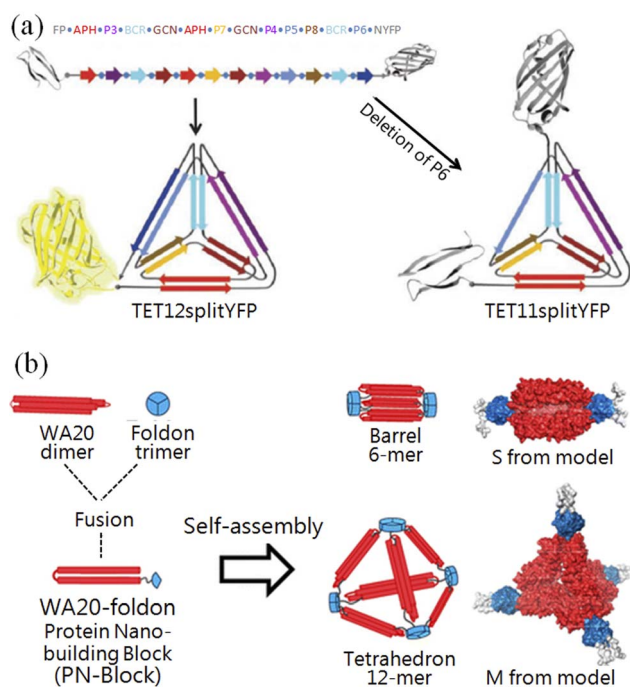 (a)
FP•APH•P3•BCR•GCN•APH•P7•GCN•P4•P5•P8•BCR•P6•NYFP
Deletion of P6
TET12splitYFP
TET11splitYFP
(b)
WA20
dimer
Foldon
trimer
Fusion
WA20-foldon
Protein Nano-
building Block
(PN-Block)
Self-assembly
Barrel
6-mer
S from model
Tetrahedron
12-mer
M from model